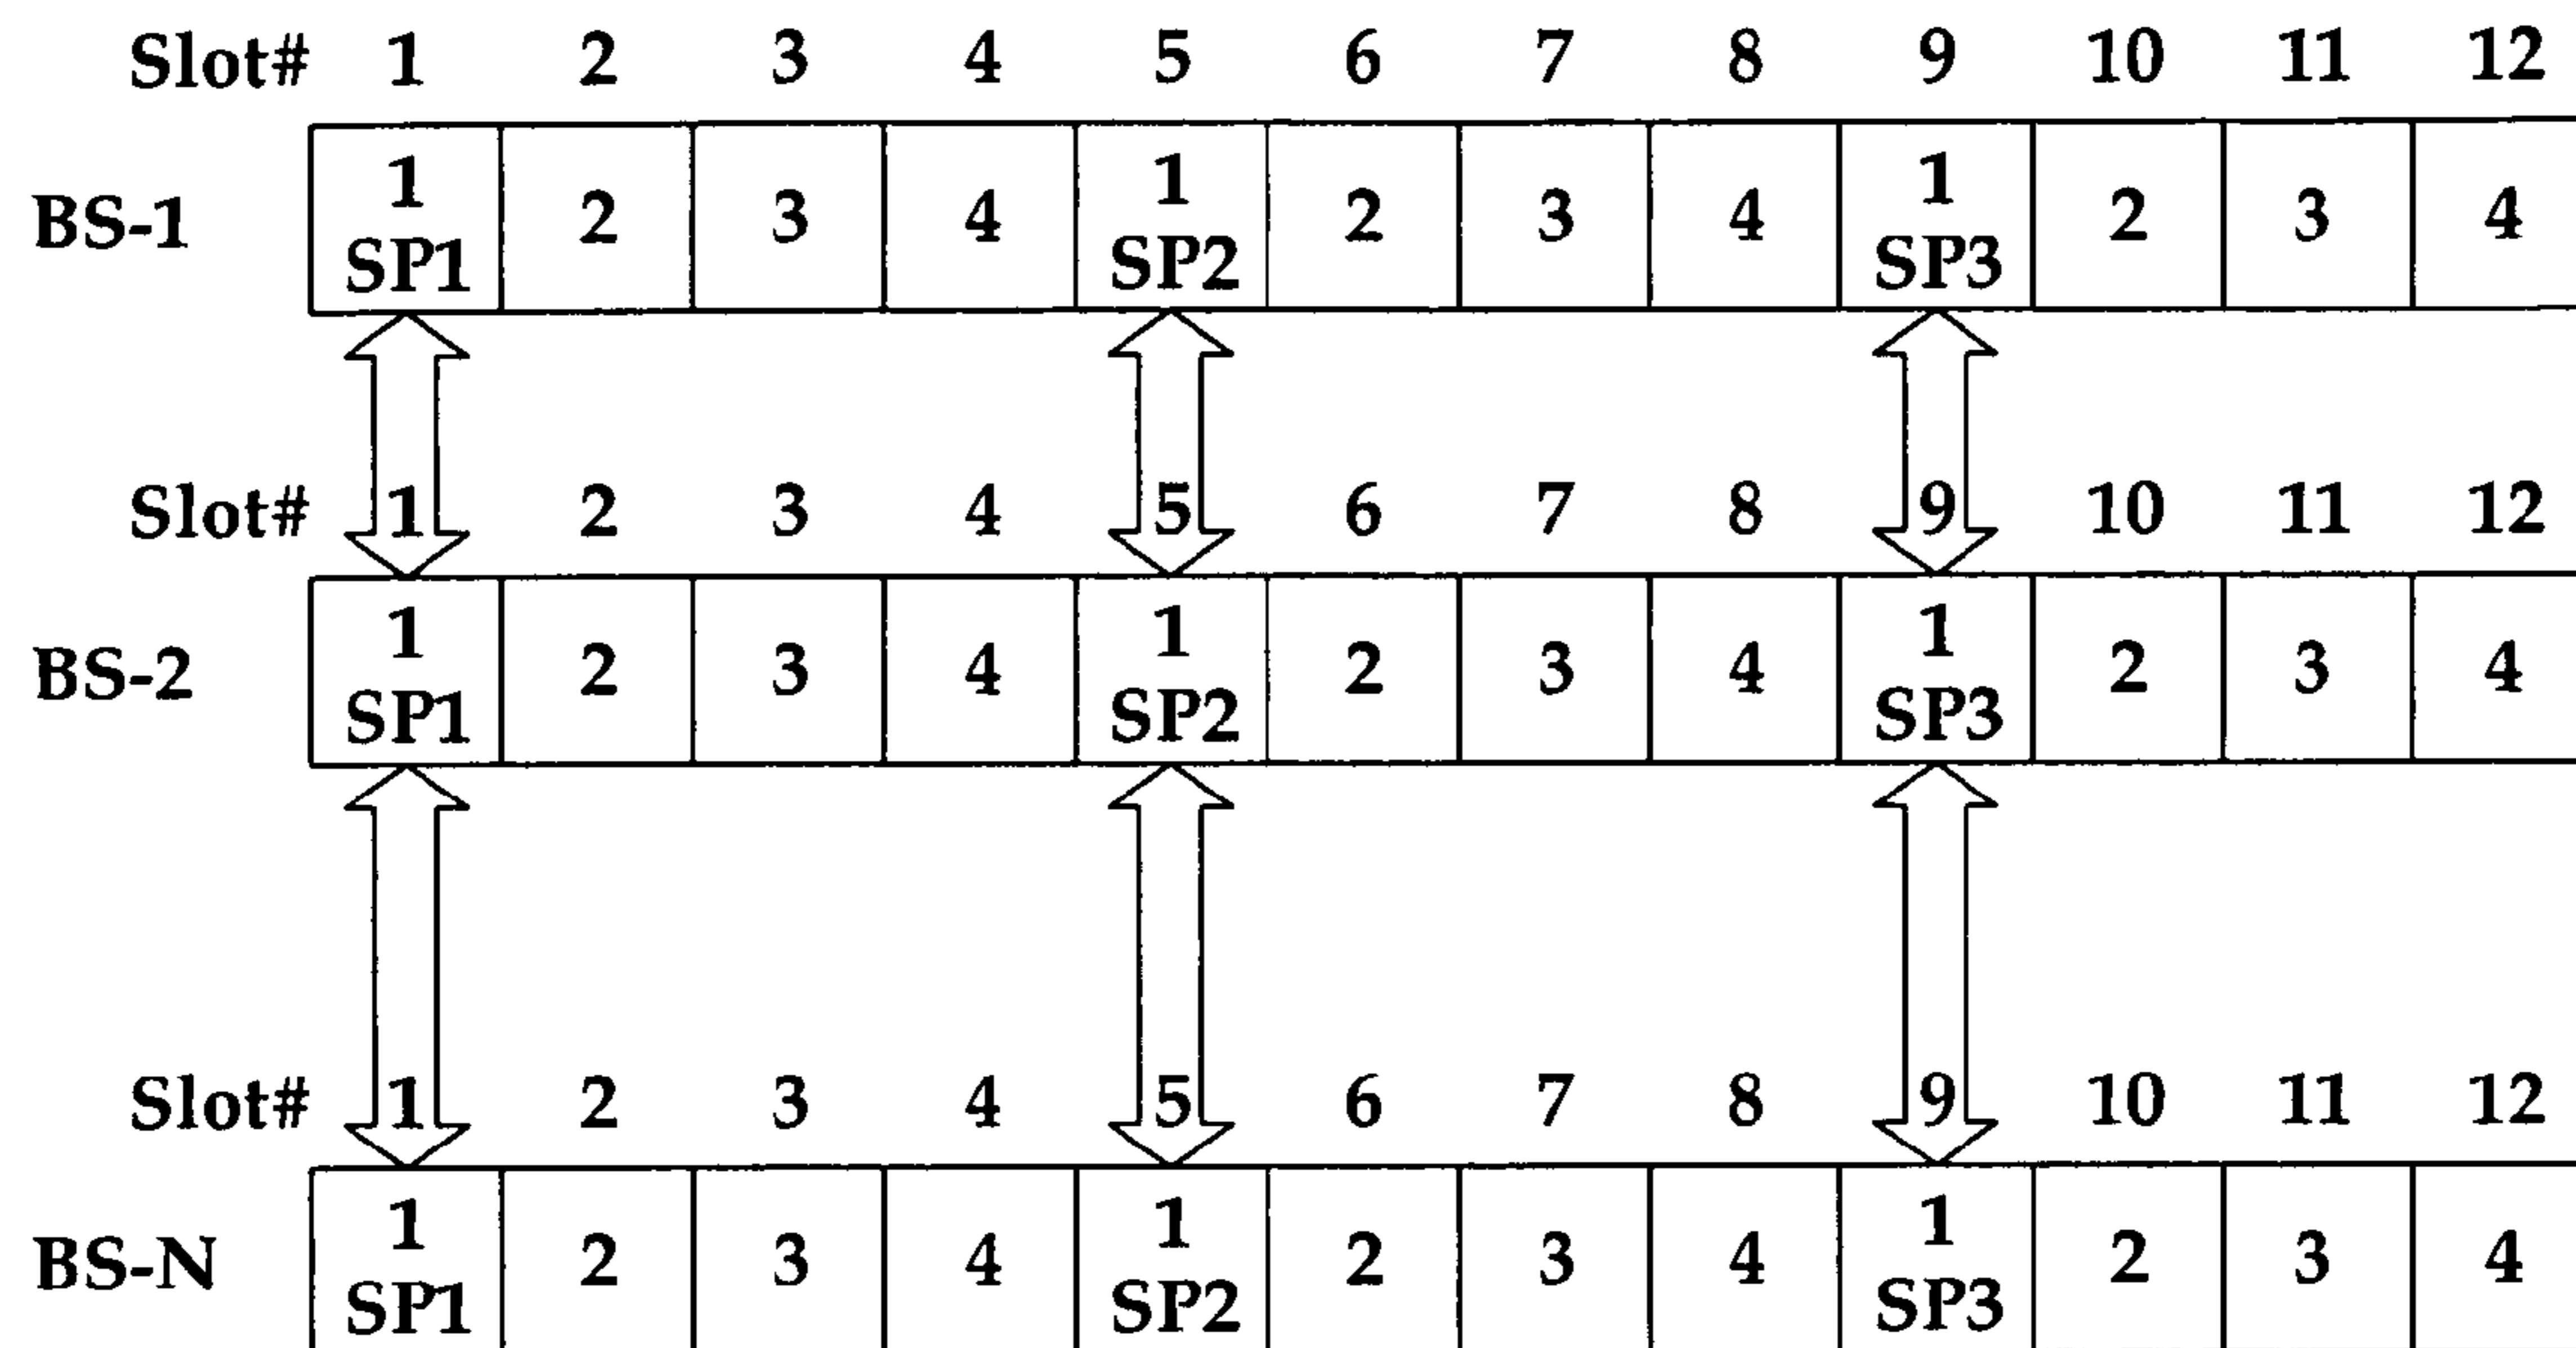 Slot# 1 2 3 4 5 6 7 8 9 10 11 12
1 1 1
BS-1 2 3 4 2 3 4 2 3 4
SP1 SP2 SP3
Slot# 1 2 3 4 5 6 7 8 9 10 11 12
1 1 1
BS-2 2 3 4 2 3 4 2 3 4
SP1 SP2 SP3
Slot# 1 2 3 4 5 6 7 8 9 10 11 12
1 1 1
BS-N 2 3 4 2 3 4 2 3 4
SP1 SP2 SP3